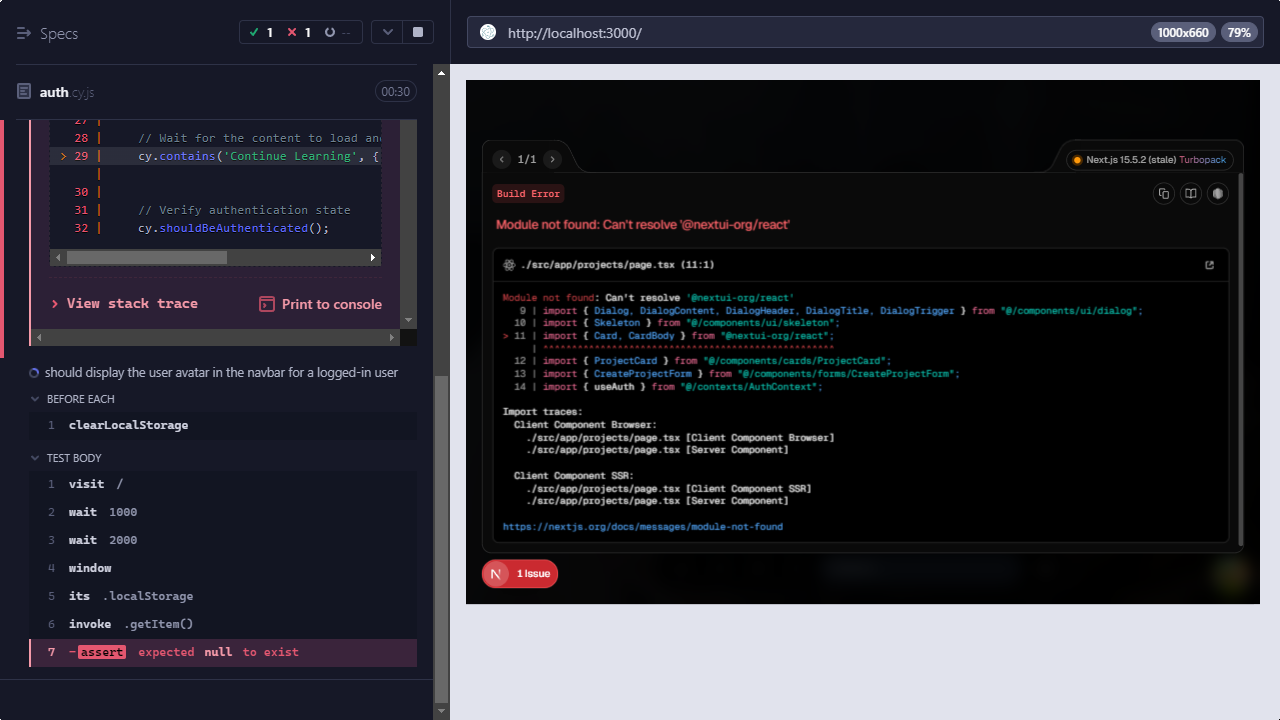 Specs
1
1
--
auth.cy.js
00:30
27 |
28 | // Wait for the content to load and
> 29 | cy.contains('Continue Learning', {
|
30 |
31 | // Verify authentication state
32 | cy.shouldBeAuthenticated();
View stack trace
Print to console
should display the user avatar in the navbar for a logged-in user
BEFORE EACH
1 clearLocalStorage
TEST BODY
1 visit /
2 wait 1000
3 wait 2000
4 window
5 its .localStorage
6 invoke .getItem()
7 -assert expected null to exist
http://localhost:3000/
1000x660
79%
1/1
Next.js 15.5.2 (stale) Turbopack
Build Error
Module not found: Can't resolve '@nextui-org/react'
./src/app/projects/page.tsx (11:1)
Module not found: Can't resolve '@nextui-org/react'
9 | import { Dialog, DialogContent, DialogHeader, DialogTitle, DialogTrigger } from "@/components/ui/dialog";
10 | import { Skeleton } from "@/components/ui/skeleton";
> 11 | import { Card, CardBody } from "@nextui-org/react";
| ^^^^^^^^^^^^^^^^^^^^^^^^^^^^^^^^^^^^^^^^^^^^^^^^^^^
12 | import { ProjectCard } from "@/components/cards/ProjectCard";
13 | import { CreateProjectForm } from "@/components/forms/CreateProjectForm";
14 | import { useAuth } from "@/contexts/AuthContext";
Import traces:
Client Component Browser:
./src/app/projects/page.tsx [Client Component Browser]
./src/app/projects/page.tsx [Server Component]
Client Component SSR:
./src/app/projects/page.tsx [Client Component SSR]
./src/app/projects/page.tsx [Server Component]
https://nextjs.org/docs/messages/module-not-found
N
1 Issue